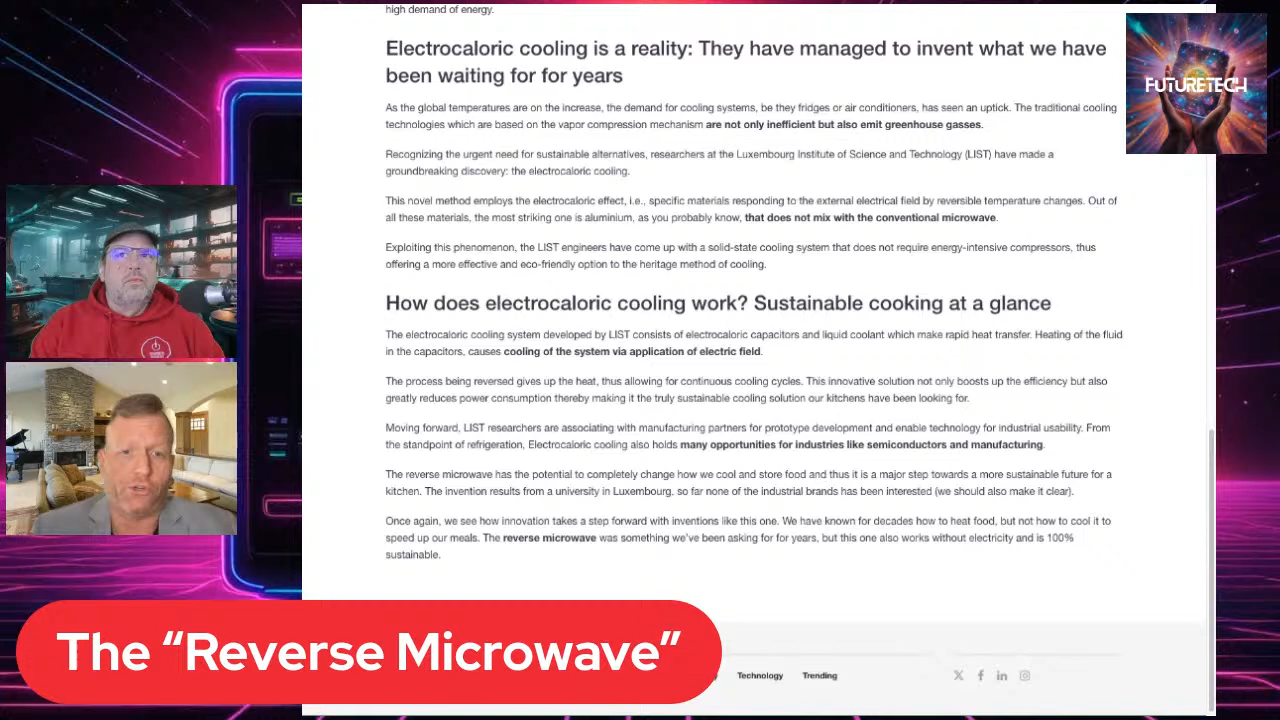 high demand of energy.
Electrocaloric cooling is a reality: They have managed to invent what we have
been waiting for for years
As the global temperatures are on the increase, the demand for cooling systems, be they fridges or air conditioners, has seen an uptick. The traditional cooling
technologies which are based on the vapor compression mechanism are not only inefficient but also emit greenhouse gasses.
Recognizing the urgent need for sustainable alternatives, researchers at the Luxembourg Institute of Science and Technology (LIST) have made a
groundbreaking discovery: the electrocaloric cooling.
This novel method employs the electrocaloric effect, i.e., specific materials responding to the external electrical field by reversible temperature changes. Out of
all these materials, the most striking one is aluminium, as you probably know, that does not mix with the conventional microwave.
Exploiting this phenomenon, the LIST engineers have come up with a solid-state cooling system that does not require energy-intensive compressors, thus
offering a more effective and eco-friendly option to the heritage method of cooling.
How does electrocaloric cooling work? Sustainable cooking at a glance
The electrocaloric cooling system developed by LIST consists of electrocaloric capacitors and liquid coolant which make rapid heat transfer. Heating of the fluid
in the capacitors, causes cooling of the system via application of electric field.
The process being reversed gives up the heat, thus allowing for continuous cooling cycles. This innovative solution not only boosts up the efficiency but also
greatly reduces power consumption thereby making it the truly sustainable cooling solution our kitchens have been looking for.
Moving forward, LIST researchers are associating with manufacturing partners for prototype development and enable technology for industrial usability. From
the standpoint of refrigeration, Electrocaloric cooling also holds many opportunities for industries like semiconductors and manufacturing.
The reverse microwave has the potential to completely change how we cool and store food and thus it is a major step towards a more sustainable future for a
kitchen. The invention results from a university in Luxembourg, so far none of the industrial brands has been interested (we should also make it clear).
Once again, we see how innovation takes a step forward with inventions like this one. We have known for decades how to heat food, but not how to cool it to
speed up our meals. The reverse microwave was something we've been asking for for years, but this one also works without electricity and is 100%
sustainable.
Technology Trending
FUTURETECH
The “Reverse Microwave”